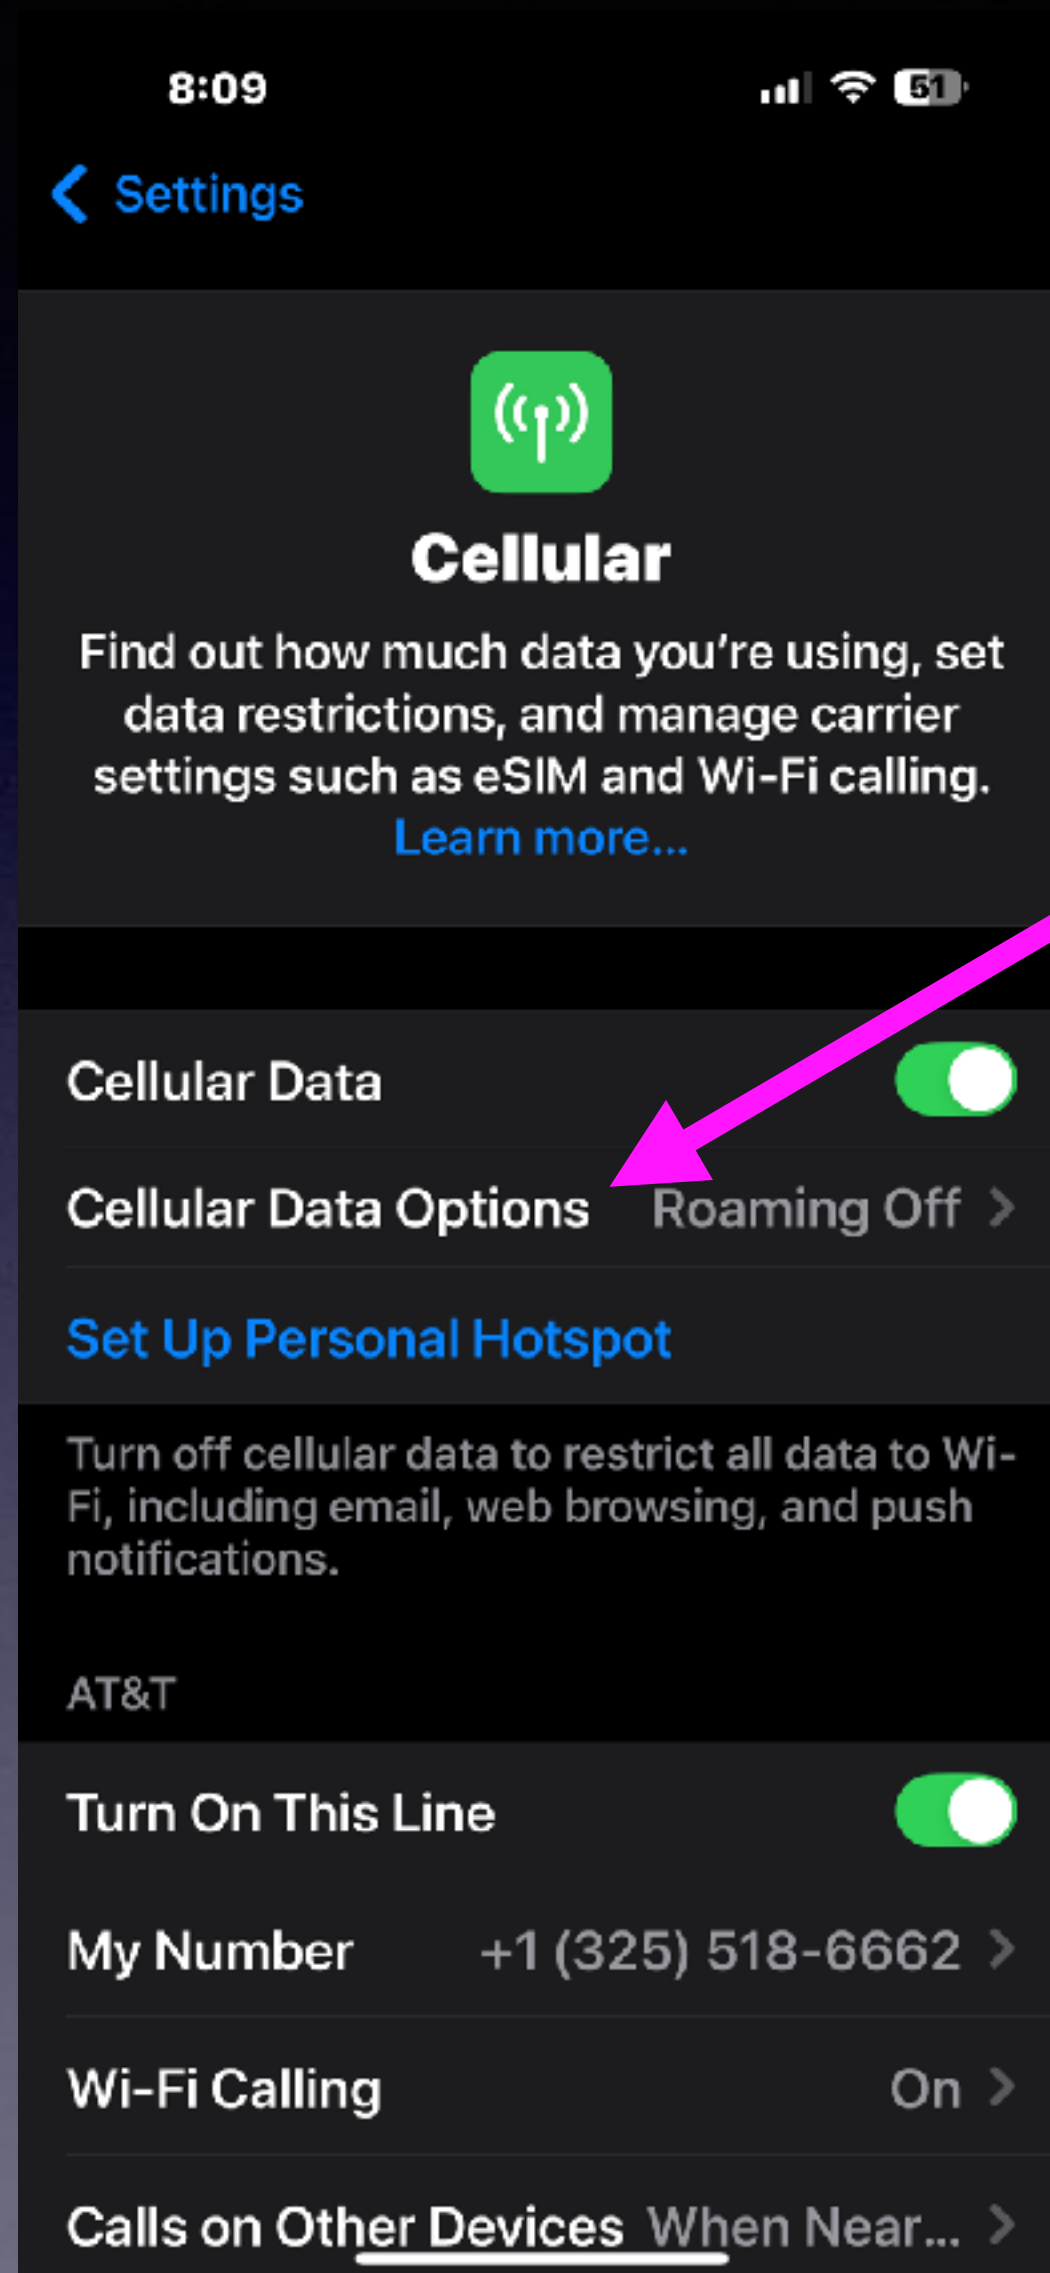 8:09
51
Settings
Cellular
Find out how much data you're using, set
data restrictions, and manage carrier
settings such as eSIM and Wi-Fi calling.
Learn more...
Cellular Data
Cellular Data Options Roaming Off
Set Up Personal Hotspot
Turn off cellular data to restrict all data to Wi-
Fi, including email, web browsing, and push
notifications.
AT&T
Turn On This Line
My Number +1 (325) 518-6662
Wi-Fi Calling On
Calls on Other Devices When Near...